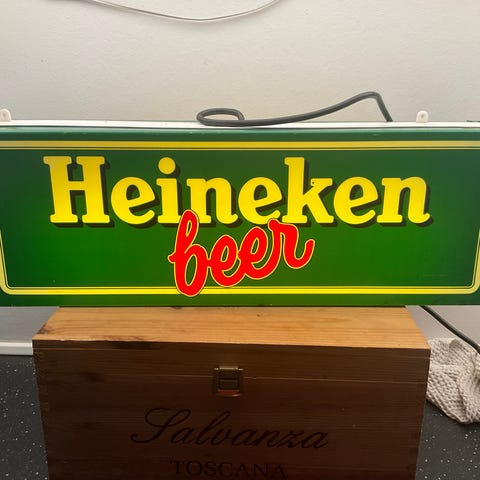 Heineken
beer
Salvanza
TOSCANA